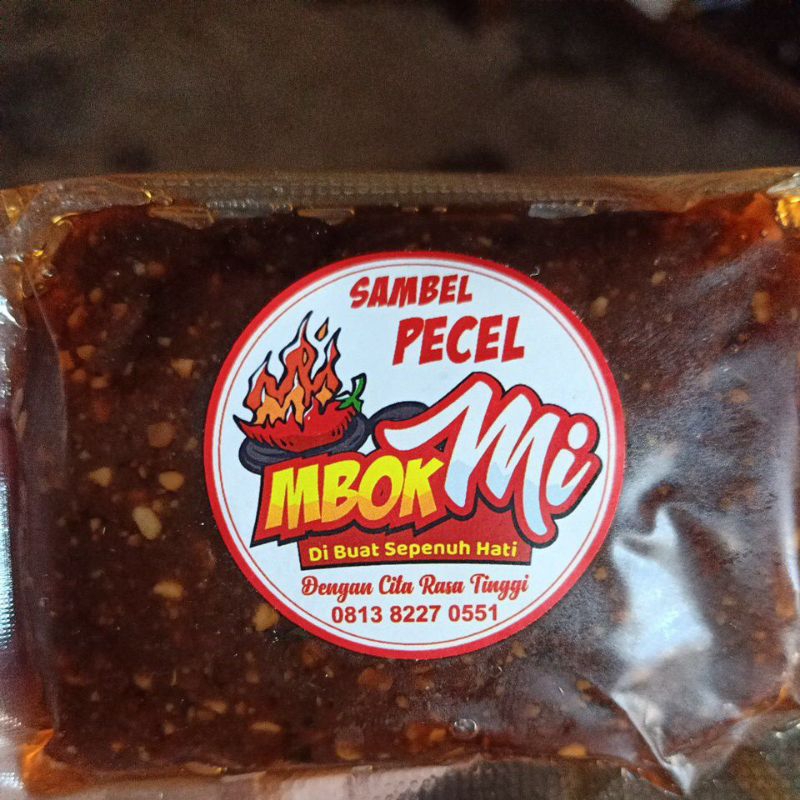 SAMBEL
PECEL
MBOK Mi
Di Buat Sepenuh Hati
Dengan Cita Rasa Tinggi
0813 8227 0551